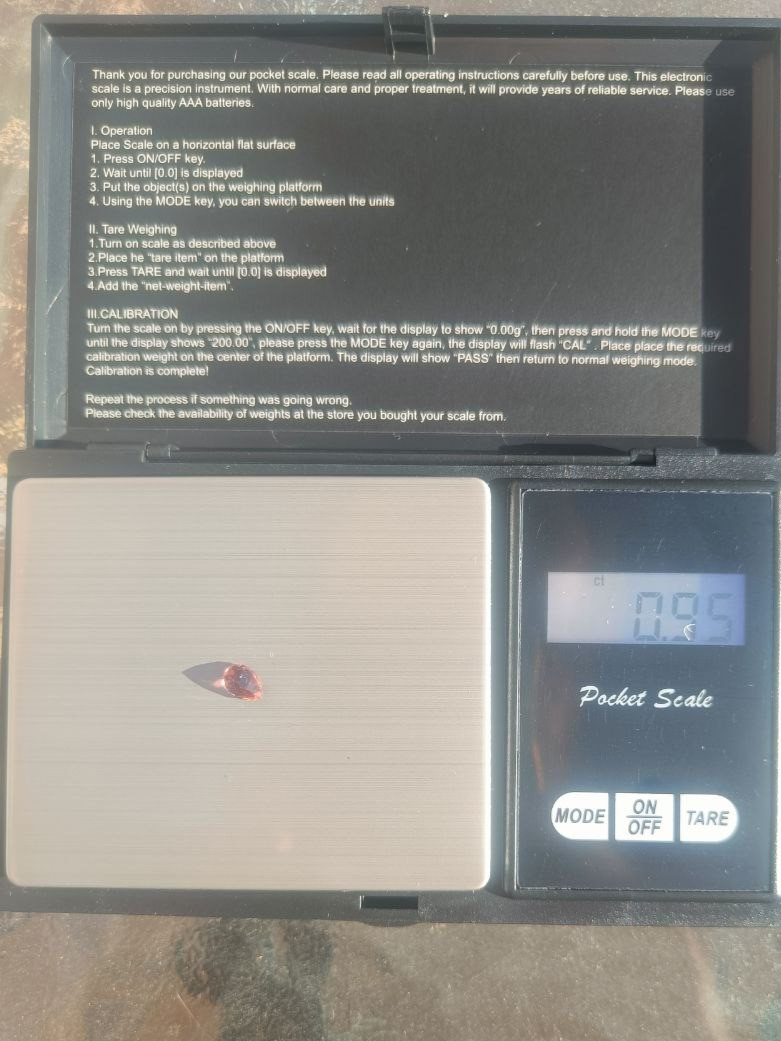 Thank you for purchasing our pocket scale. Please read all operating instructions carefully before use. This electronic
scale is a precision instrument. With normal care and proper treatment, it will provide years of reliable service. Please use
only high quality AAA batteries.
I. Operation
Place Scale on a horizontal flat surface
1. Press ON/OFF key.
2. Wait until [0.0] is displayed
3. Put the object(s) on the weighing platform
4. Using the MODE key, you can switch between the units
II. Tare Weighing
1.Turn on scale as described above
2.Place he "tare item" on the platform
3.Press TARE and wait until [0.0] is displayed
4.Add the "net-weight-item".
III.CALIBRATION
Turn the scale on by pressing the ON/OFF key, wait for the display to show "0.00g", then press and hold the MODE key
until the display shows "200.00", please press the MODE key again, the display will flash "CAL" . Place place the required
calibration weight on the center of the platform. The display will show "PASS" then return to normal weighing mode.
Calibration is complete!
Repeat the process if something was going wrong.
Please check the availability of weights at the store you bought your scale from.
ct
0.95
Pocket Scale
MODE
ON
OFF
TARE